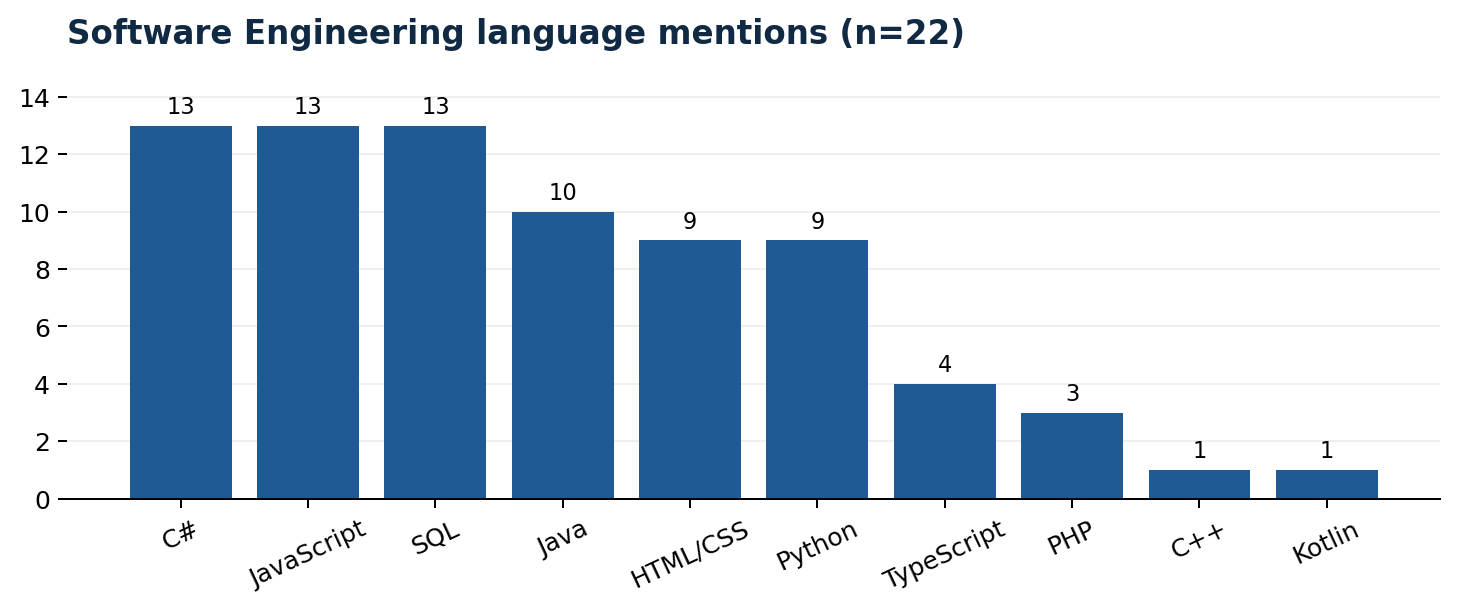 Software Engineering language mentions (n=22)
14
12
10
8
6
4
2
0
13
13
13
10
9
9
4
3
1
1
C#
JavaScript
SQL
Java
HTML/CSS
Python
TypeScript
PHP
C++
Kotlin